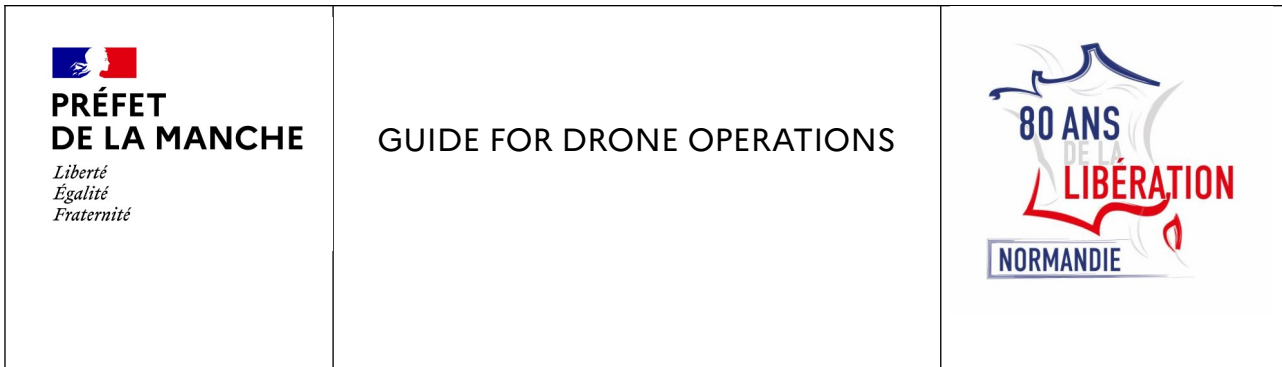 PRÉFET
DE LA MANCHE
Liberté
Égalité
Fraternité
GUIDE FOR DRONE OPERATIONS
80 ANS
DE LA
LIBÉRATION
NORMANDIE